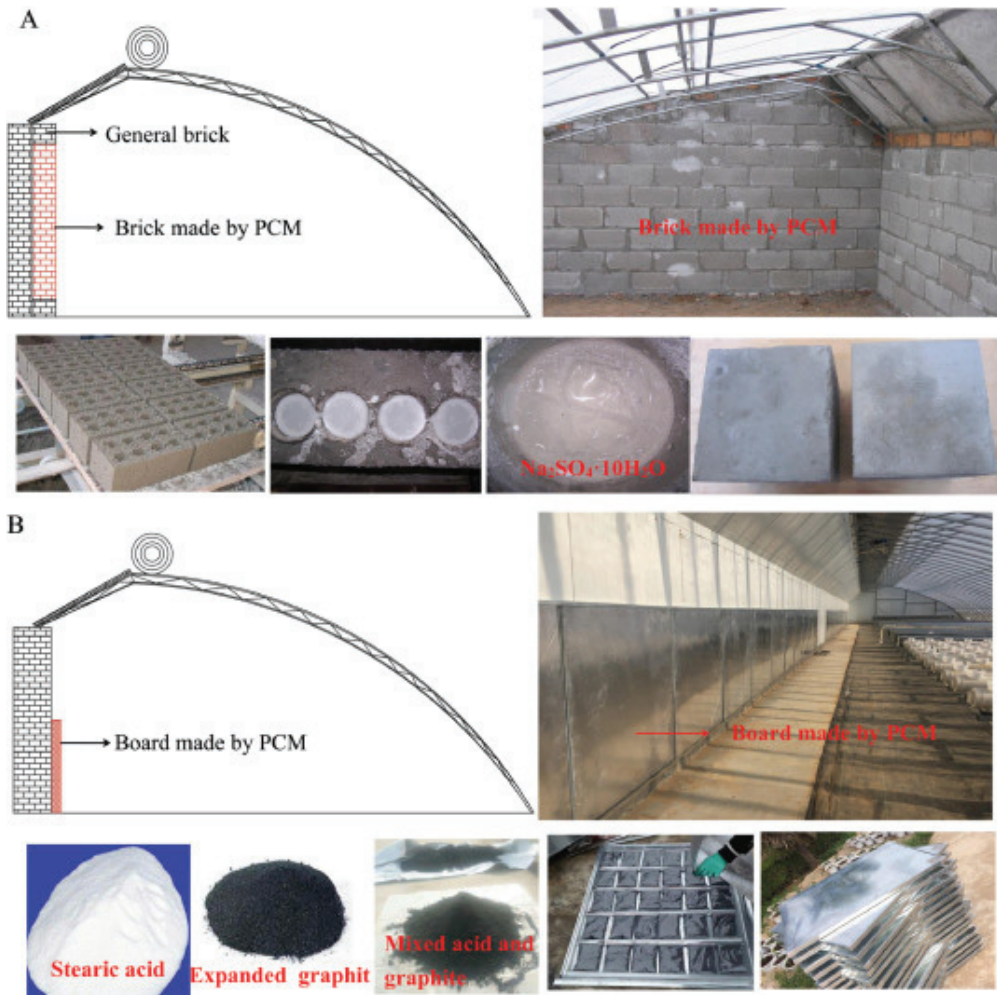 A
General brick
Brick made by PCM
Brick made by PCM
Na₂SO₄·10H₂O
B
Board made by PCM
Board made by PCM
Stearic acid
Expanded graphit
Mixed acid and
graphite